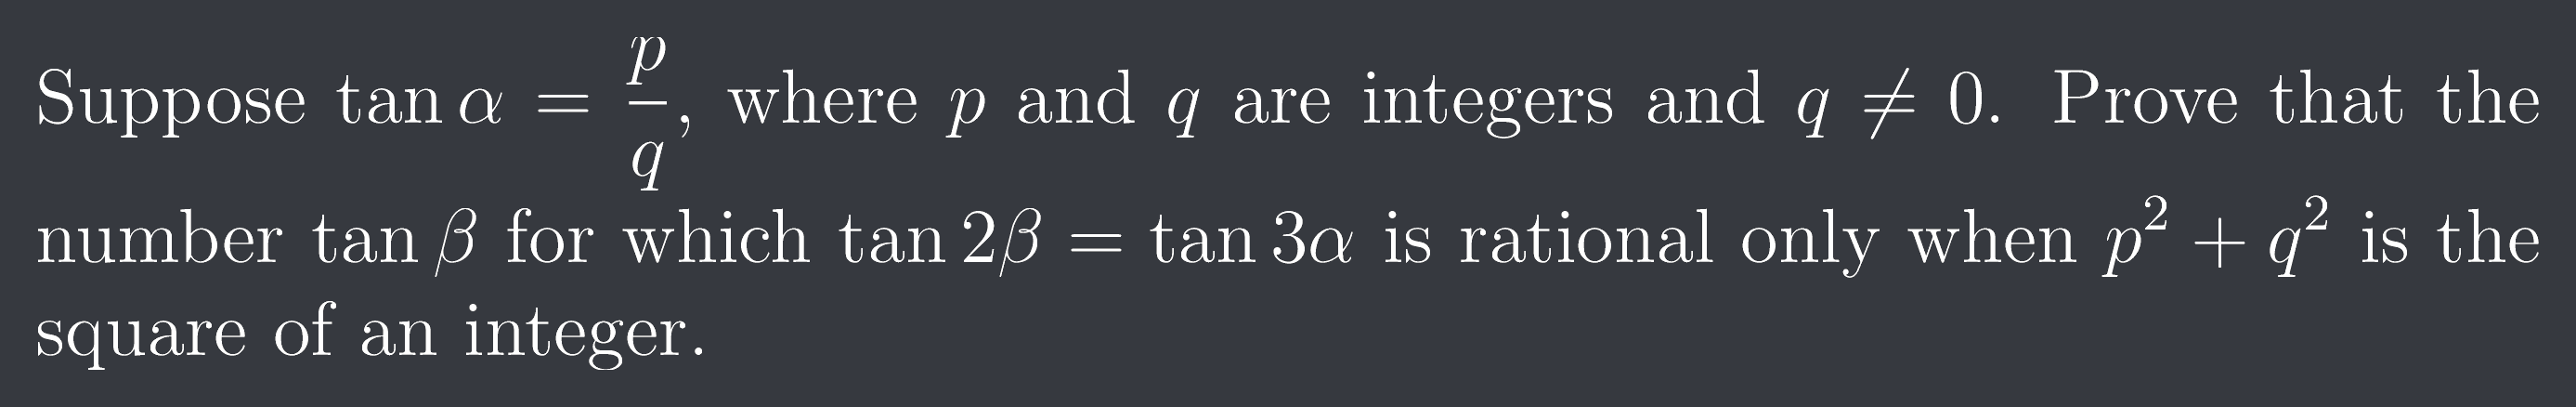 Suppose tan α = p/q, where p and q are integers and q ≠ 0. Prove that the
number tan β for which tan 2β = tan 3α is rational only when p² + q² is the
square of an integer.